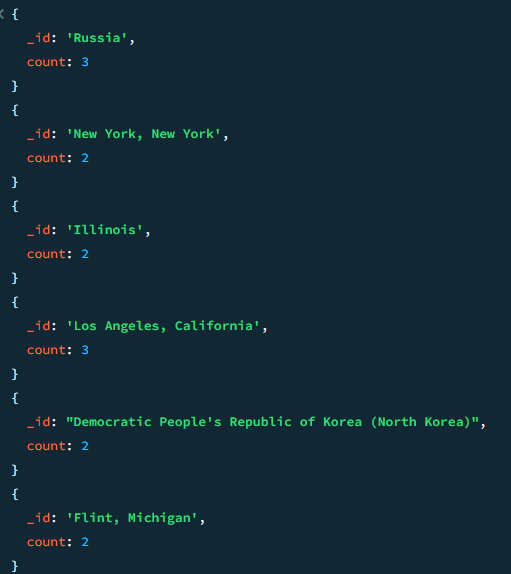 {
_id: 'Russia',
count: 3
}
{
_id: 'New York, New York',
count: 2
}
{
_id: 'Illinois',
count: 2
}
{
_id: 'Los Angeles, California',
count: 3
}
{
_id: "Democratic People's Republic of Korea (North Korea)",
count: 2
}
{
_id: 'Flint, Michigan',
count: 2
}